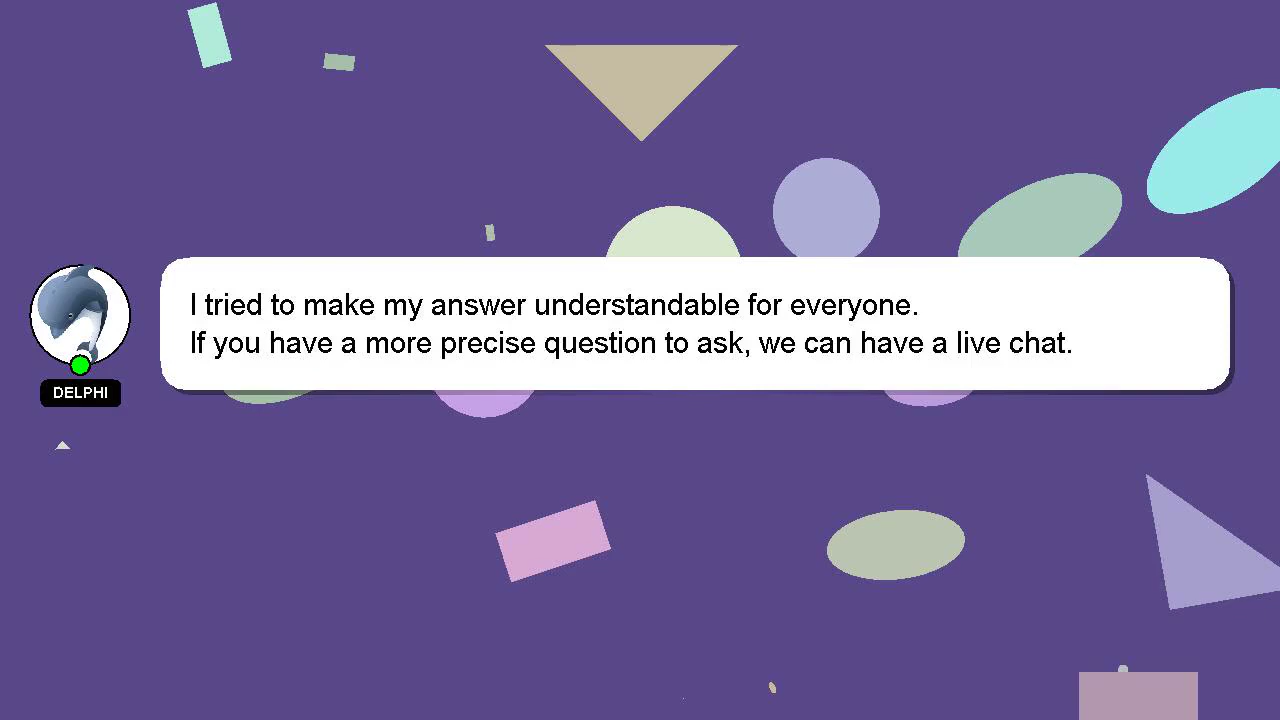 I tried to make my answer understandable for everyone.
If you have a more precise question to ask, we can have a live chat.
DELPHI